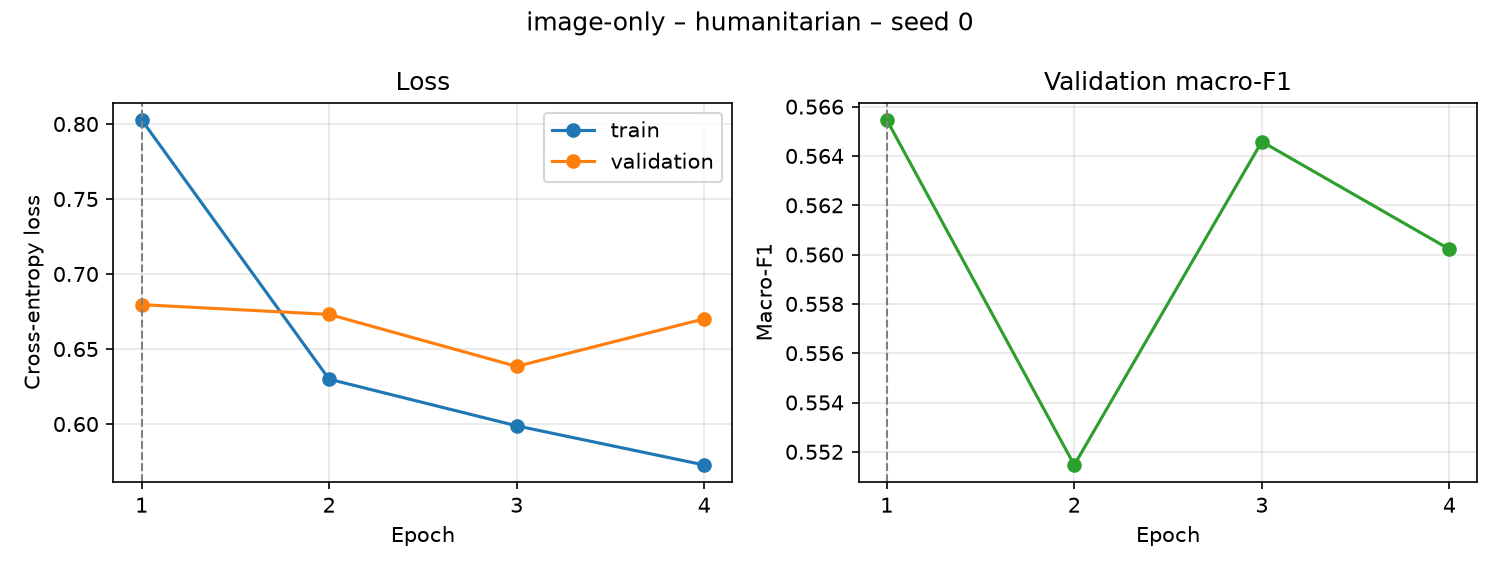 image-only – humanitarian – seed 0
Loss
Cross-entropy loss
0.80
0.75
0.70
0.65
0.60
train
validation
1 2 3 4
Epoch
Validation macro-F1
Macro-F1
0.566
0.564
0.562
0.560
0.558
0.556
0.554
0.552
1 2 3 4
Epoch